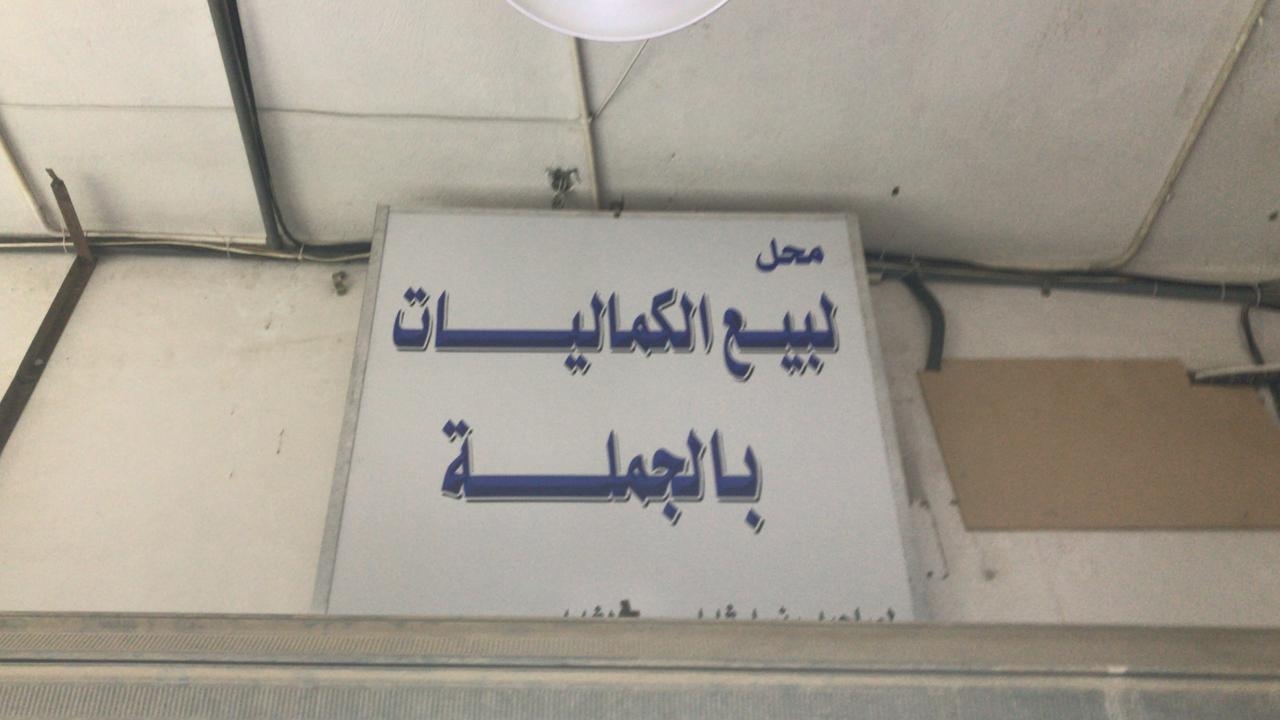 محل
لبيع الكماليات
بالجملة